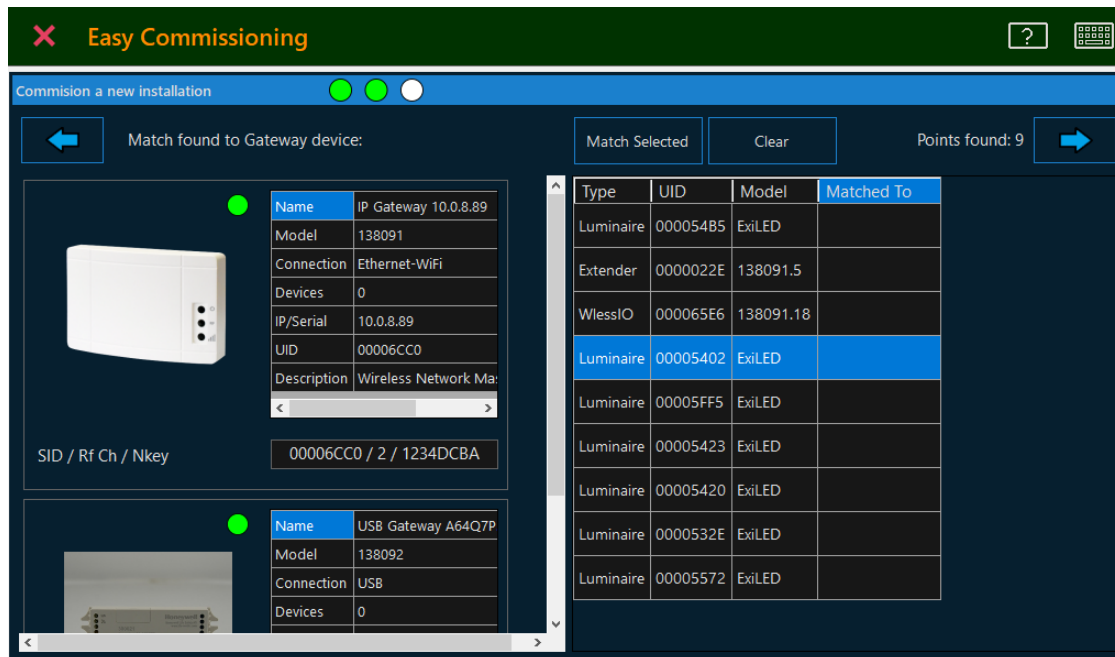 Easy Commissioning
?
Commision a new installation
Match found to Gateway device:
Match Selected
Clear
Points found: 9
Name IP Gateway 10.0.8.89
Model 138091
Connection Ethernet-WiFi
Devices 0
IP/Serial 10.0.8.89
UID 00006CC0
Description Wireless Network Ma
SID / Rf Ch / Nkey 00006CC0 / 2 / 1234DCBA
Name USB Gateway A64Q7P
Model 138092
Connection USB
Devices 0
Honeywell
Type UID Model Matched To
Luminaire 000054B5 ExiLED
Extender 0000022E 138091.5
WlessIO 000065E6 138091.18
Luminaire 00005402 ExiLED
Luminaire 00005FF5 ExiLED
Luminaire 00005423 ExiLED
Luminaire 00005420 ExiLED
Luminaire 0000532E ExiLED
Luminaire 00005572 ExiLED